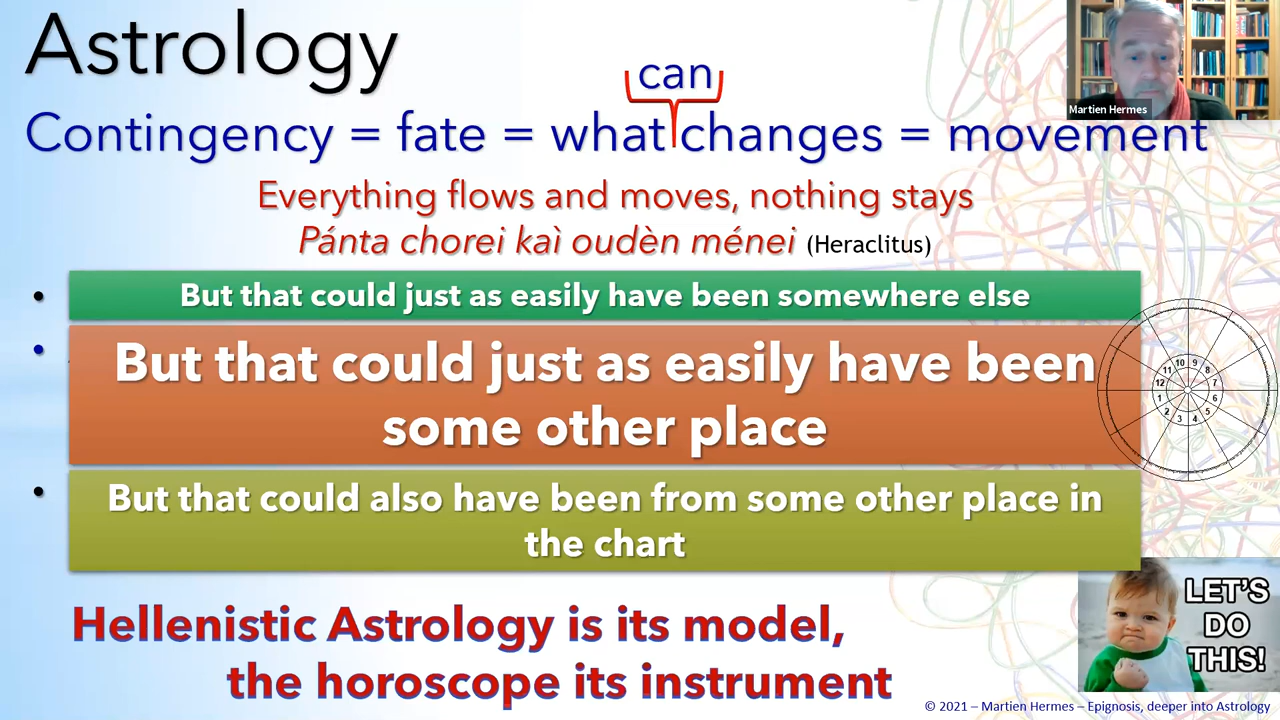 Astrology
can
Contingency = fate = what changes = movement
Martien Hermes
Everything flows and moves, nothing stays
Pánta chorei kaì oudèn ménei (Heraclitus)
• But that could just as easily have been somewhere else
• But that could just as easily have been
some other place
• But that could also have been from some other place in
the chart
10 9
11 8
12 7
1 6
2 5
3 4
Hellenistic Astrology is its model,
the horoscope its instrument
LET'S
DO
THIS!
© 2021 – Martien Hermes – Epignosis, deeper into Astrology